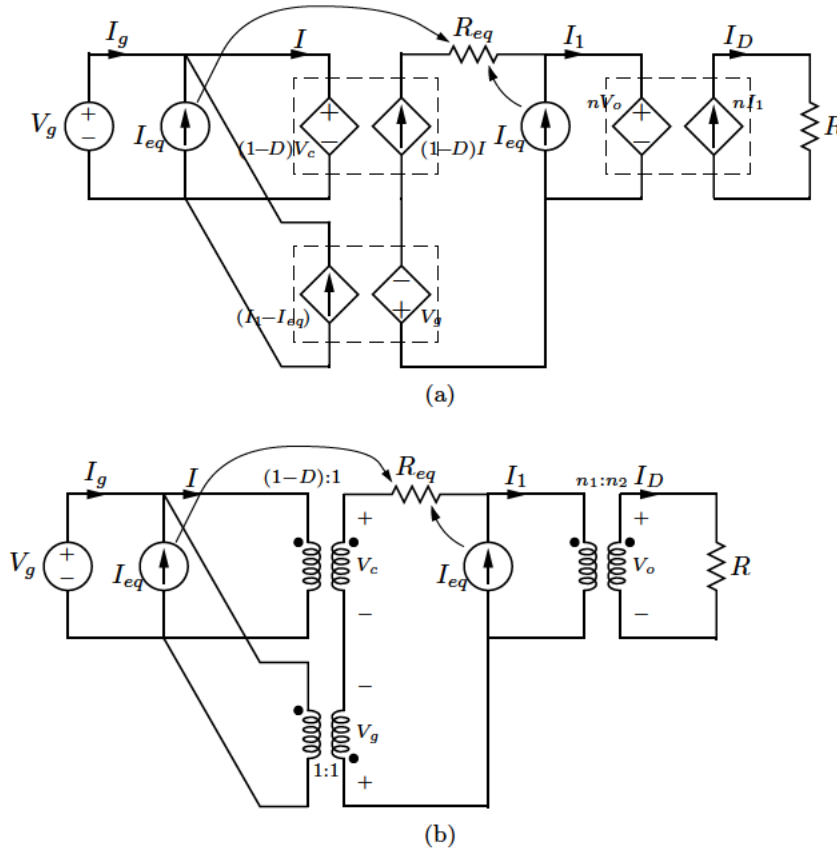 I_g I R_eq I_1 I_D
V_g + − I_eq + − (1−D)V_c (1−D)I I_eq nV_o + − nI_1 R
(I_1−I_eq) − + V_g
(a)
I_g I (1−D):1 R_eq I_1 n_1:n_2 I_D
V_g + − I_eq + V_c − I_eq + V_o − R
− V_g +
1:1
(b)